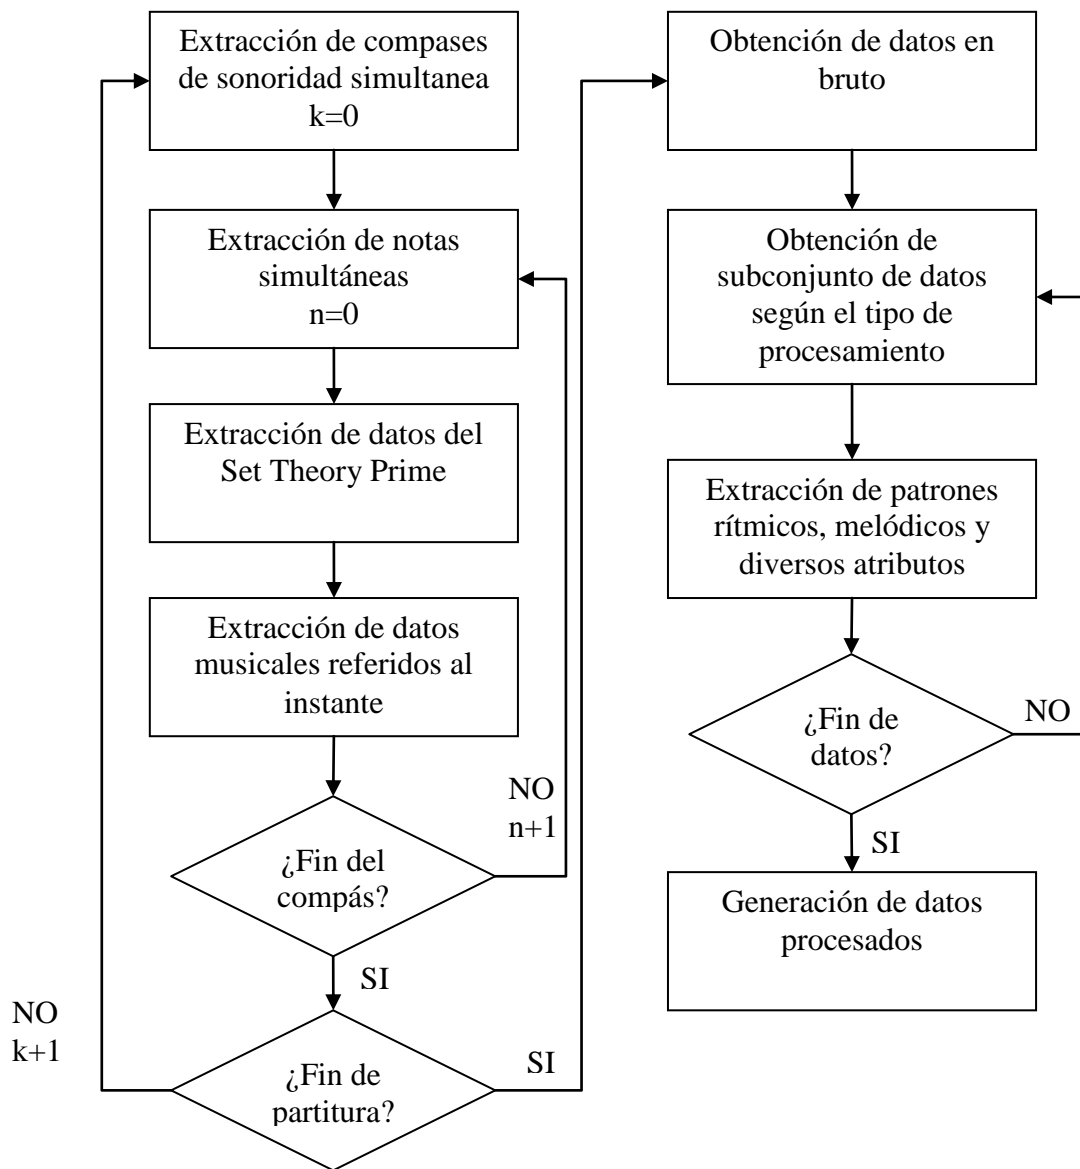 Extracción de compases
de sonoridad simultanea
k=0
Extracción de notas
simultáneas
n=0
Extracción de datos del
Set Theory Prime
Extracción de datos
musicales referidos al
instante
NO
n+1
¿Fin del
compás?
SI
NO
k+1
¿Fin de
partitura?
SI
Obtención de datos en
bruto
Obtención de
subconjunto de datos
según el tipo de
procesamiento
Extracción de patrones
rítmicos, melódicos y
diversos atributos
¿Fin de
datos?
NO
SI
Generación de datos
procesados